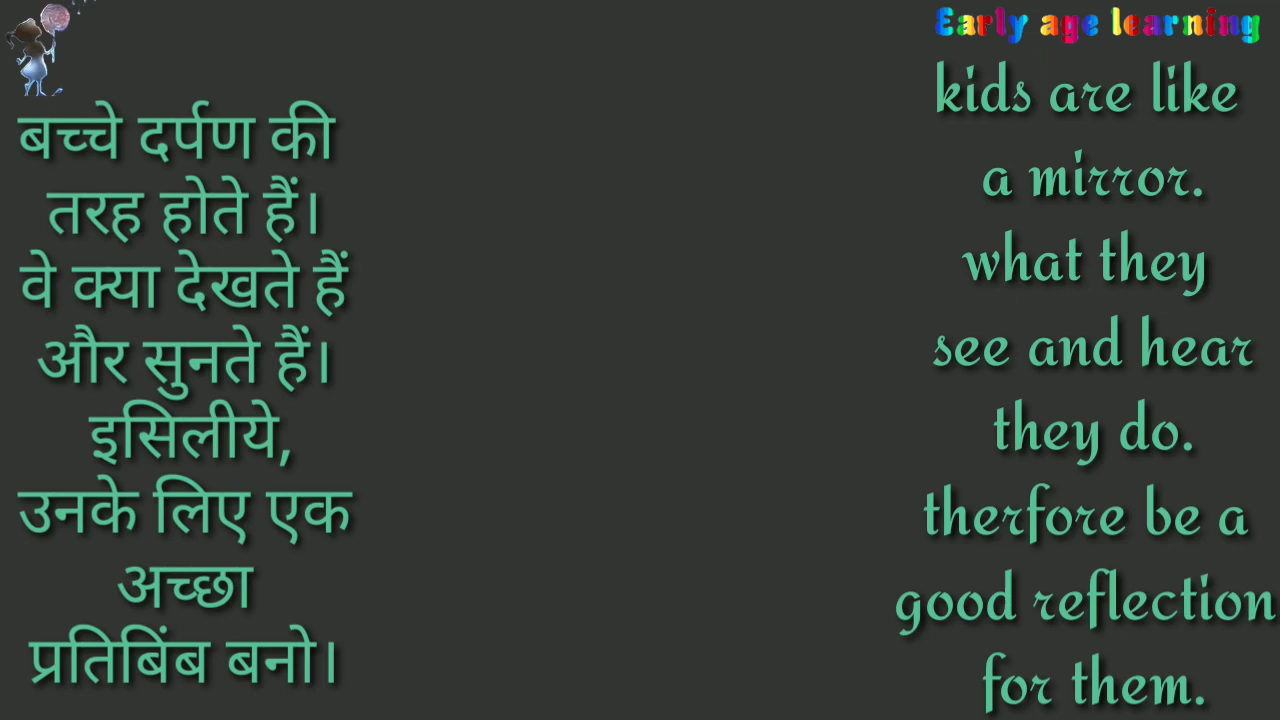 बच्चे दर्पण की
तरह होते हैं।
वे क्या देखते हैं
और सुनते हैं।
इसिलीये,
उनके लिए एक
अच्छा
प्रतिबिंब बनो।
Early age learning
kids are like
a mirror.
what they
see and hear
they do.
therfore be a
good reflection
for them.